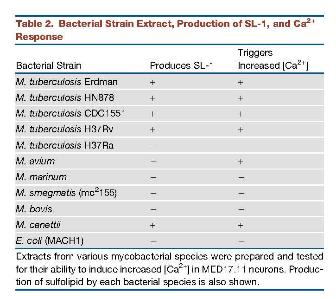 Table 2. Bacterial Strain Extract, Production of SL-1, and Ca2+
Response
Triggers
Bacterial Strain Produces SL-1 Increased [Ca2+]
M. tuberculosis Erdman + +
M. tuberculosis HN878 + +
M. tuberculosis CDC1551 + +
M. tuberculosis H37Rv + +
M. tuberculosis H37Ra –
M. avium – +
M. marinum – –
M. smegmatis (mc2155) – –
M. bovis – –
M. canettii + +
E. coli (MACH1) – –
Extracts from various mycobacterial species were prepared and tested
for their ability to induce increased [Ca2+] in MED17.11 neurons. Produc-
tion of sulfolipid by each bacterial species is also shown.